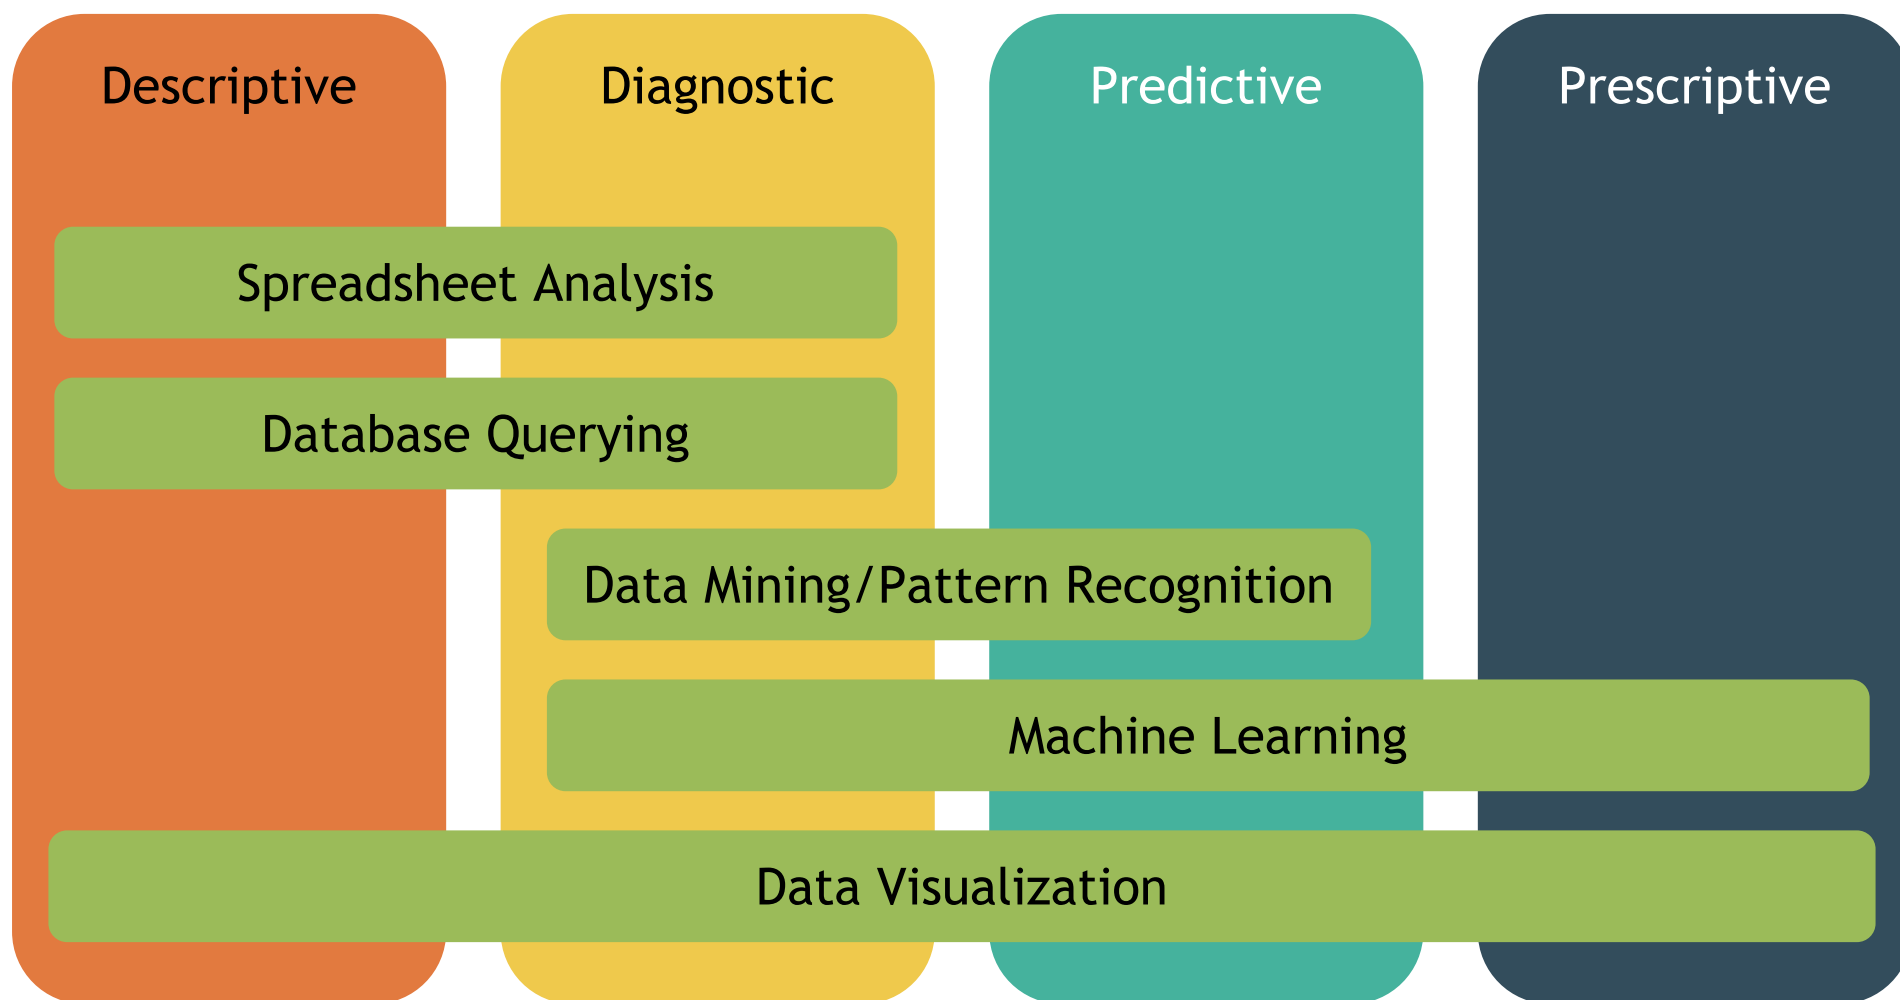 Descriptive
Diagnostic
Predictive
Prescriptive
Spreadsheet Analysis
Database Querying
Data Mining/Pattern Recognition
Machine Learning
Data Visualization